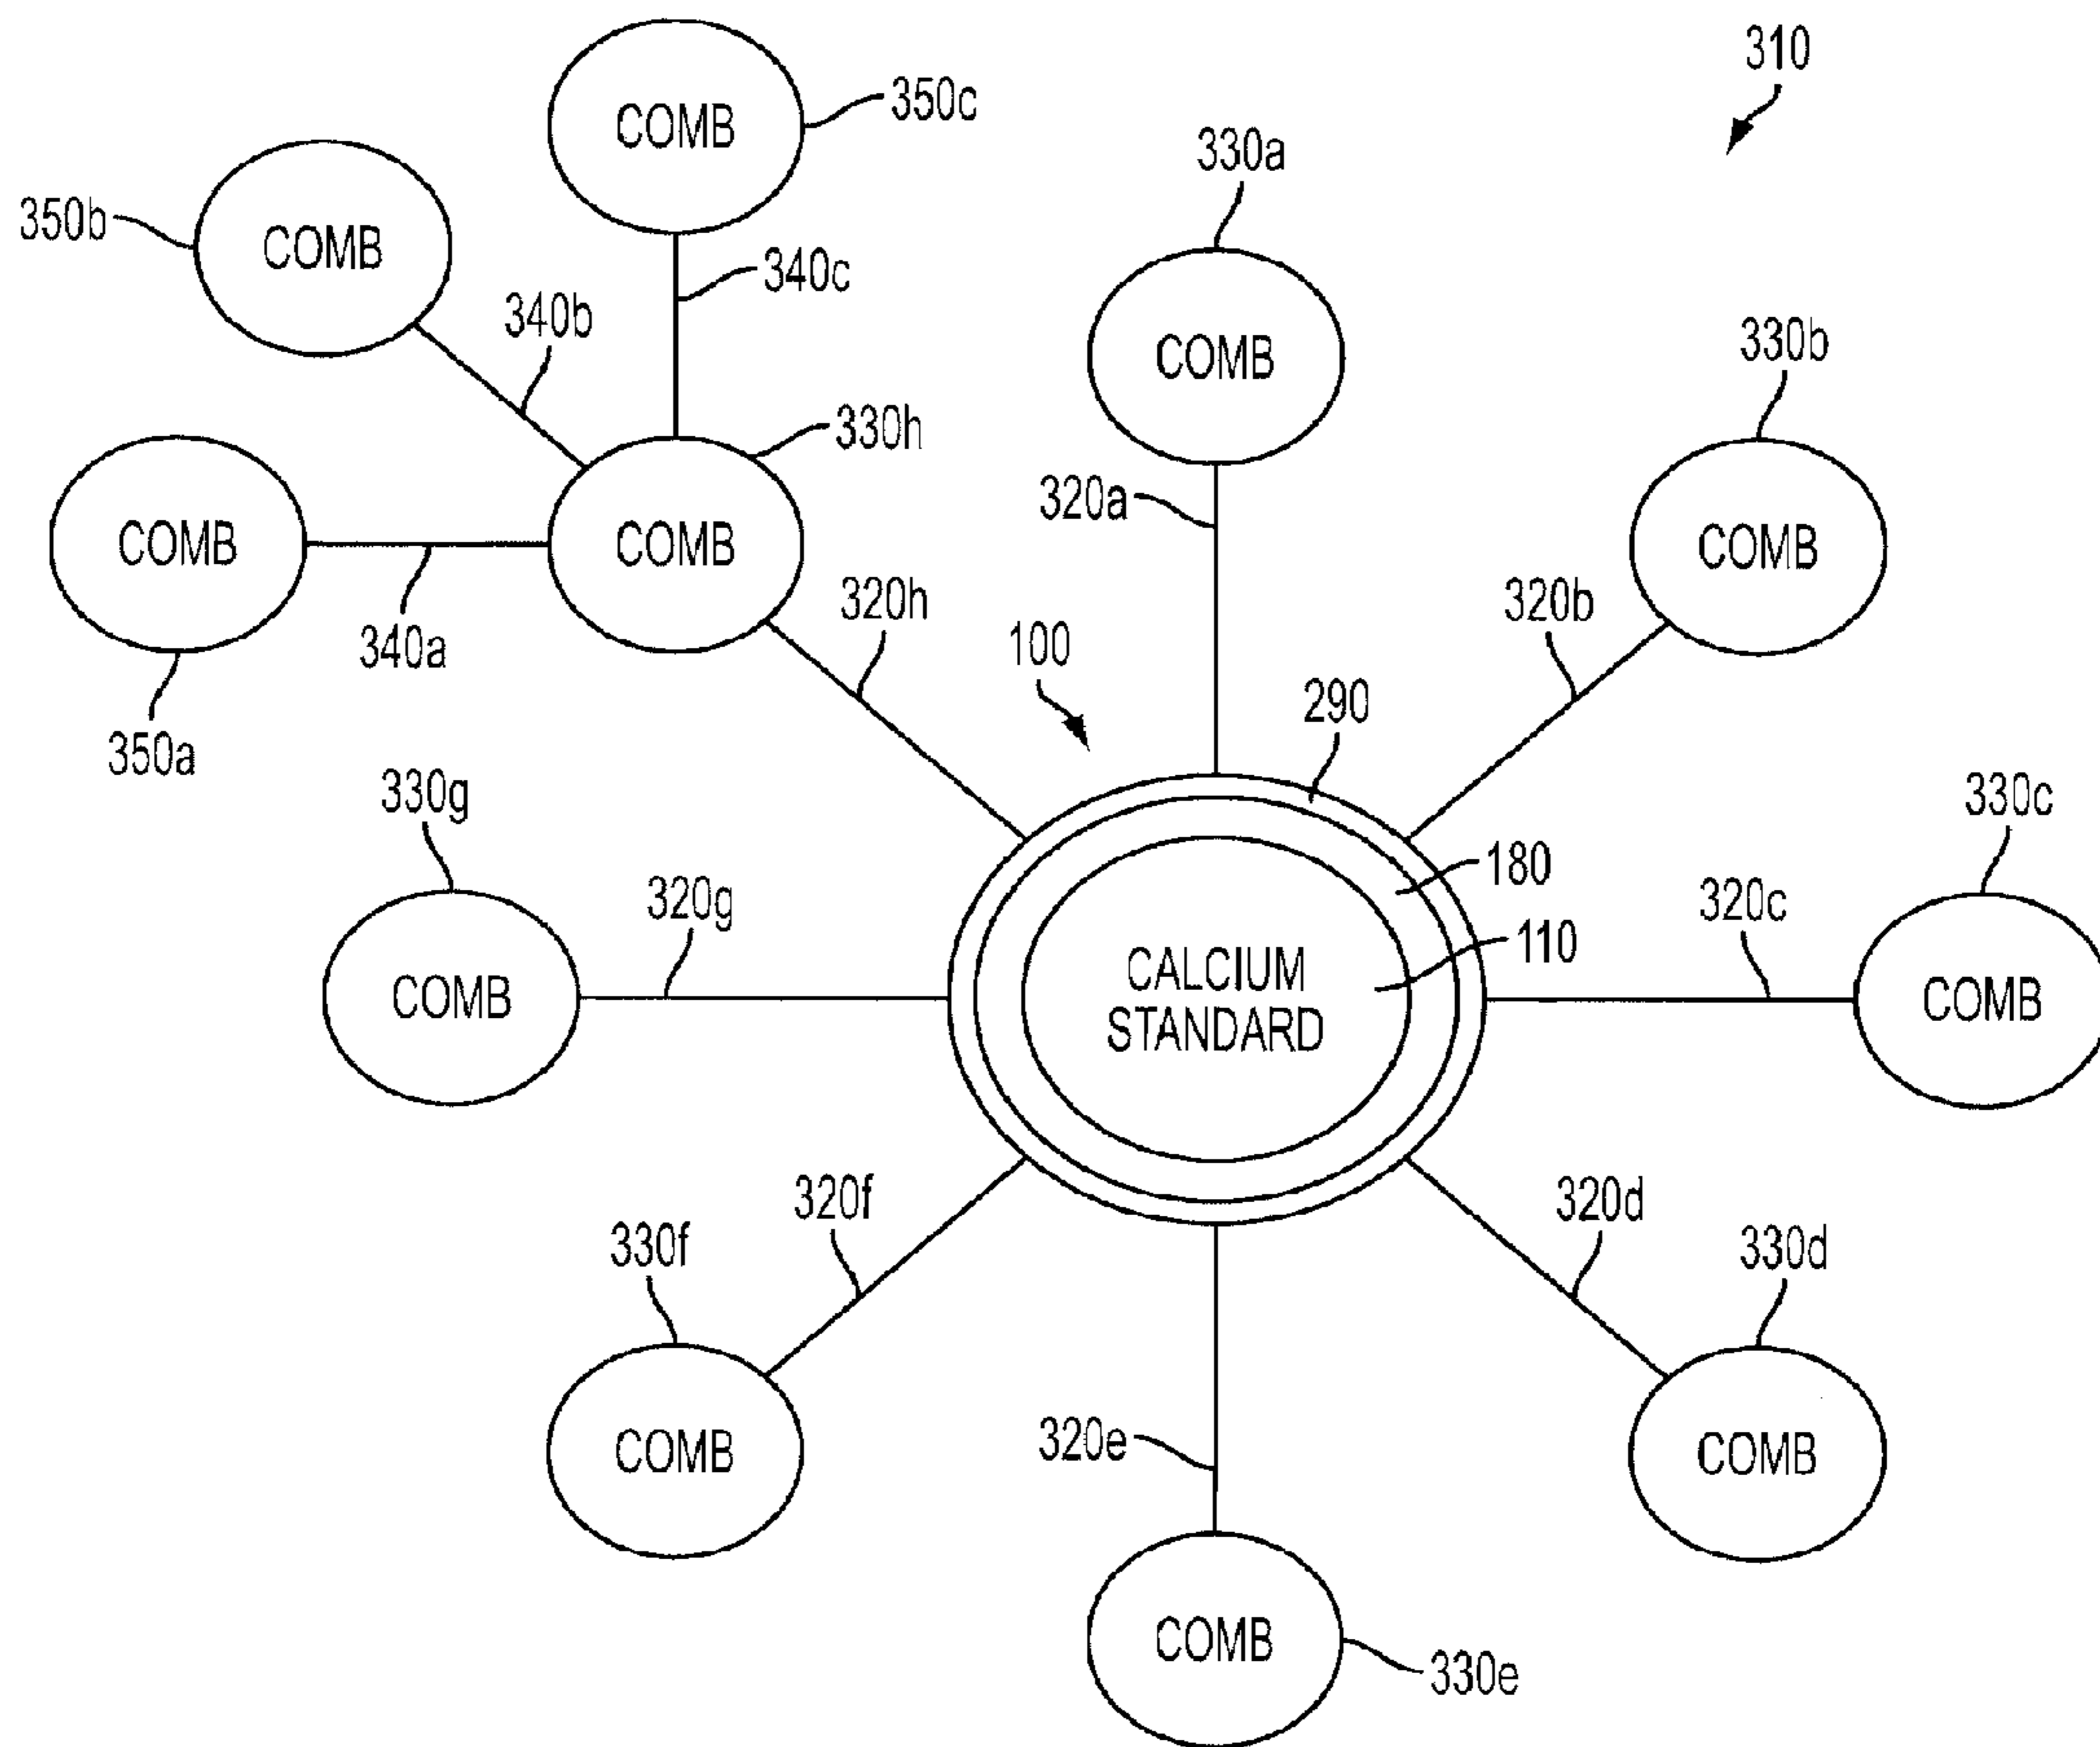 310
COMB
350c
330a
350b
COMB
340c
COMB
340b
330b
330h
320a
COMB
COMB
COMB
320h
320b
340a
100
290
350a
330g
330c
180
320g
320c
110
CALCIUM
STANDARD
COMB
COMB
320f
320d
330f
330d
COMB
320e
COMB
COMB
330e